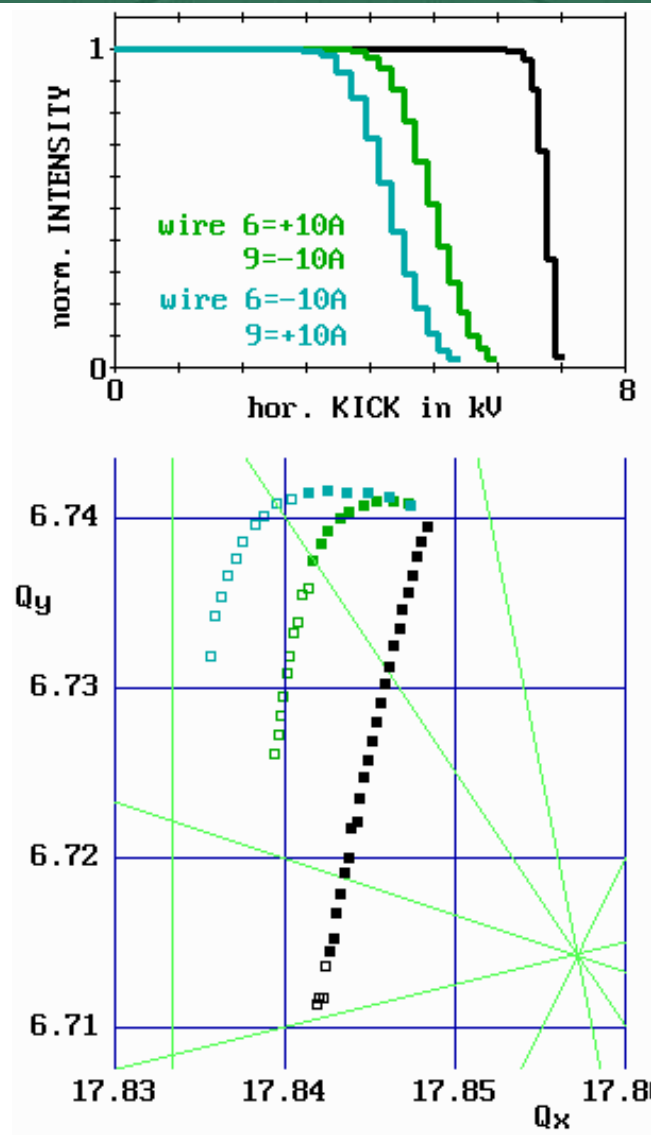 1
norm. INTENSITY
wire 6=+10A
9=-10A
wire 6=-10A
9=+10A
0
0
8
hor. KICK in kV
6.74
Qy
6.73
6.72
6.71
17.83
17.84
17.85
Qx